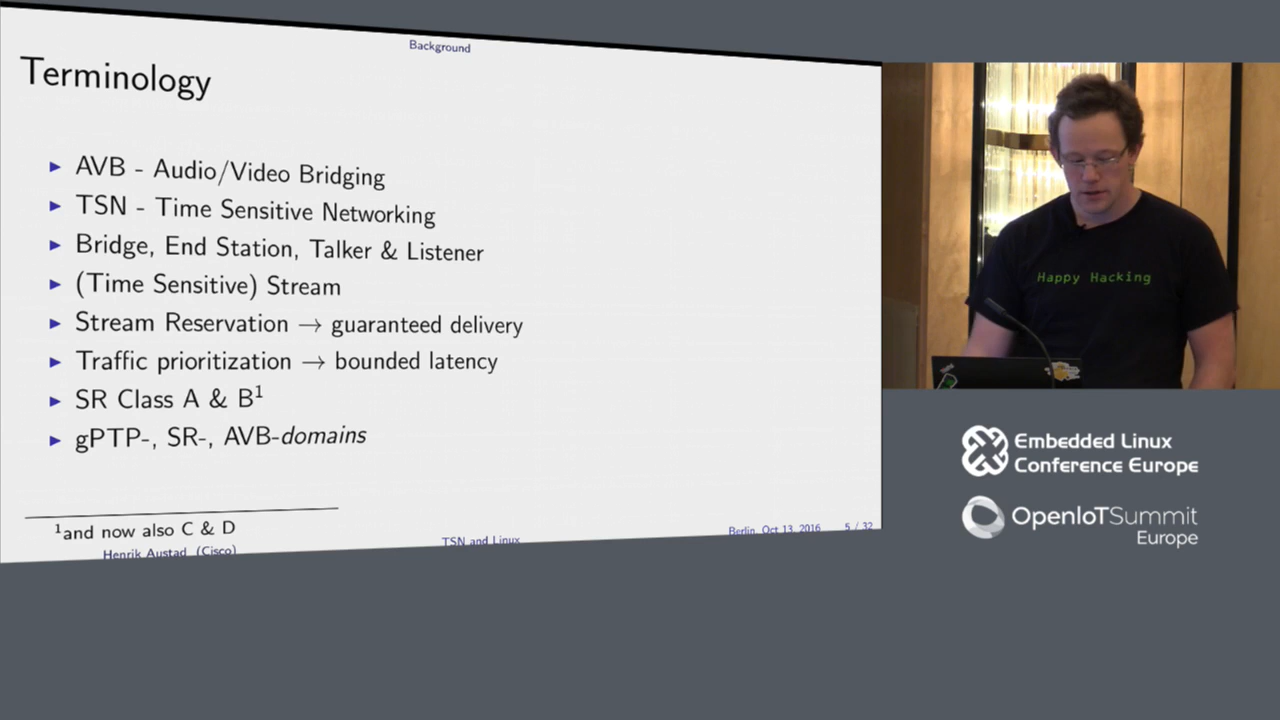 Background
Terminology
AVB - Audio/Video Bridging
TSN - Time Sensitive Networking
Bridge, End Station, Talker & Listener
(Time Sensitive) Stream
Stream Reservation → guaranteed delivery
Traffic prioritization → bounded latency
SR Class A & B¹
gPTP-, SR-, AVB-domains
¹and now also C & D
Henrik Austad (Cisco)
TSN and Linux
Berlin, Oct 13, 2016
5 / 32
Happy Hacking
Embedded Linux
Conference Europe
OpenIoTSummit
Europe